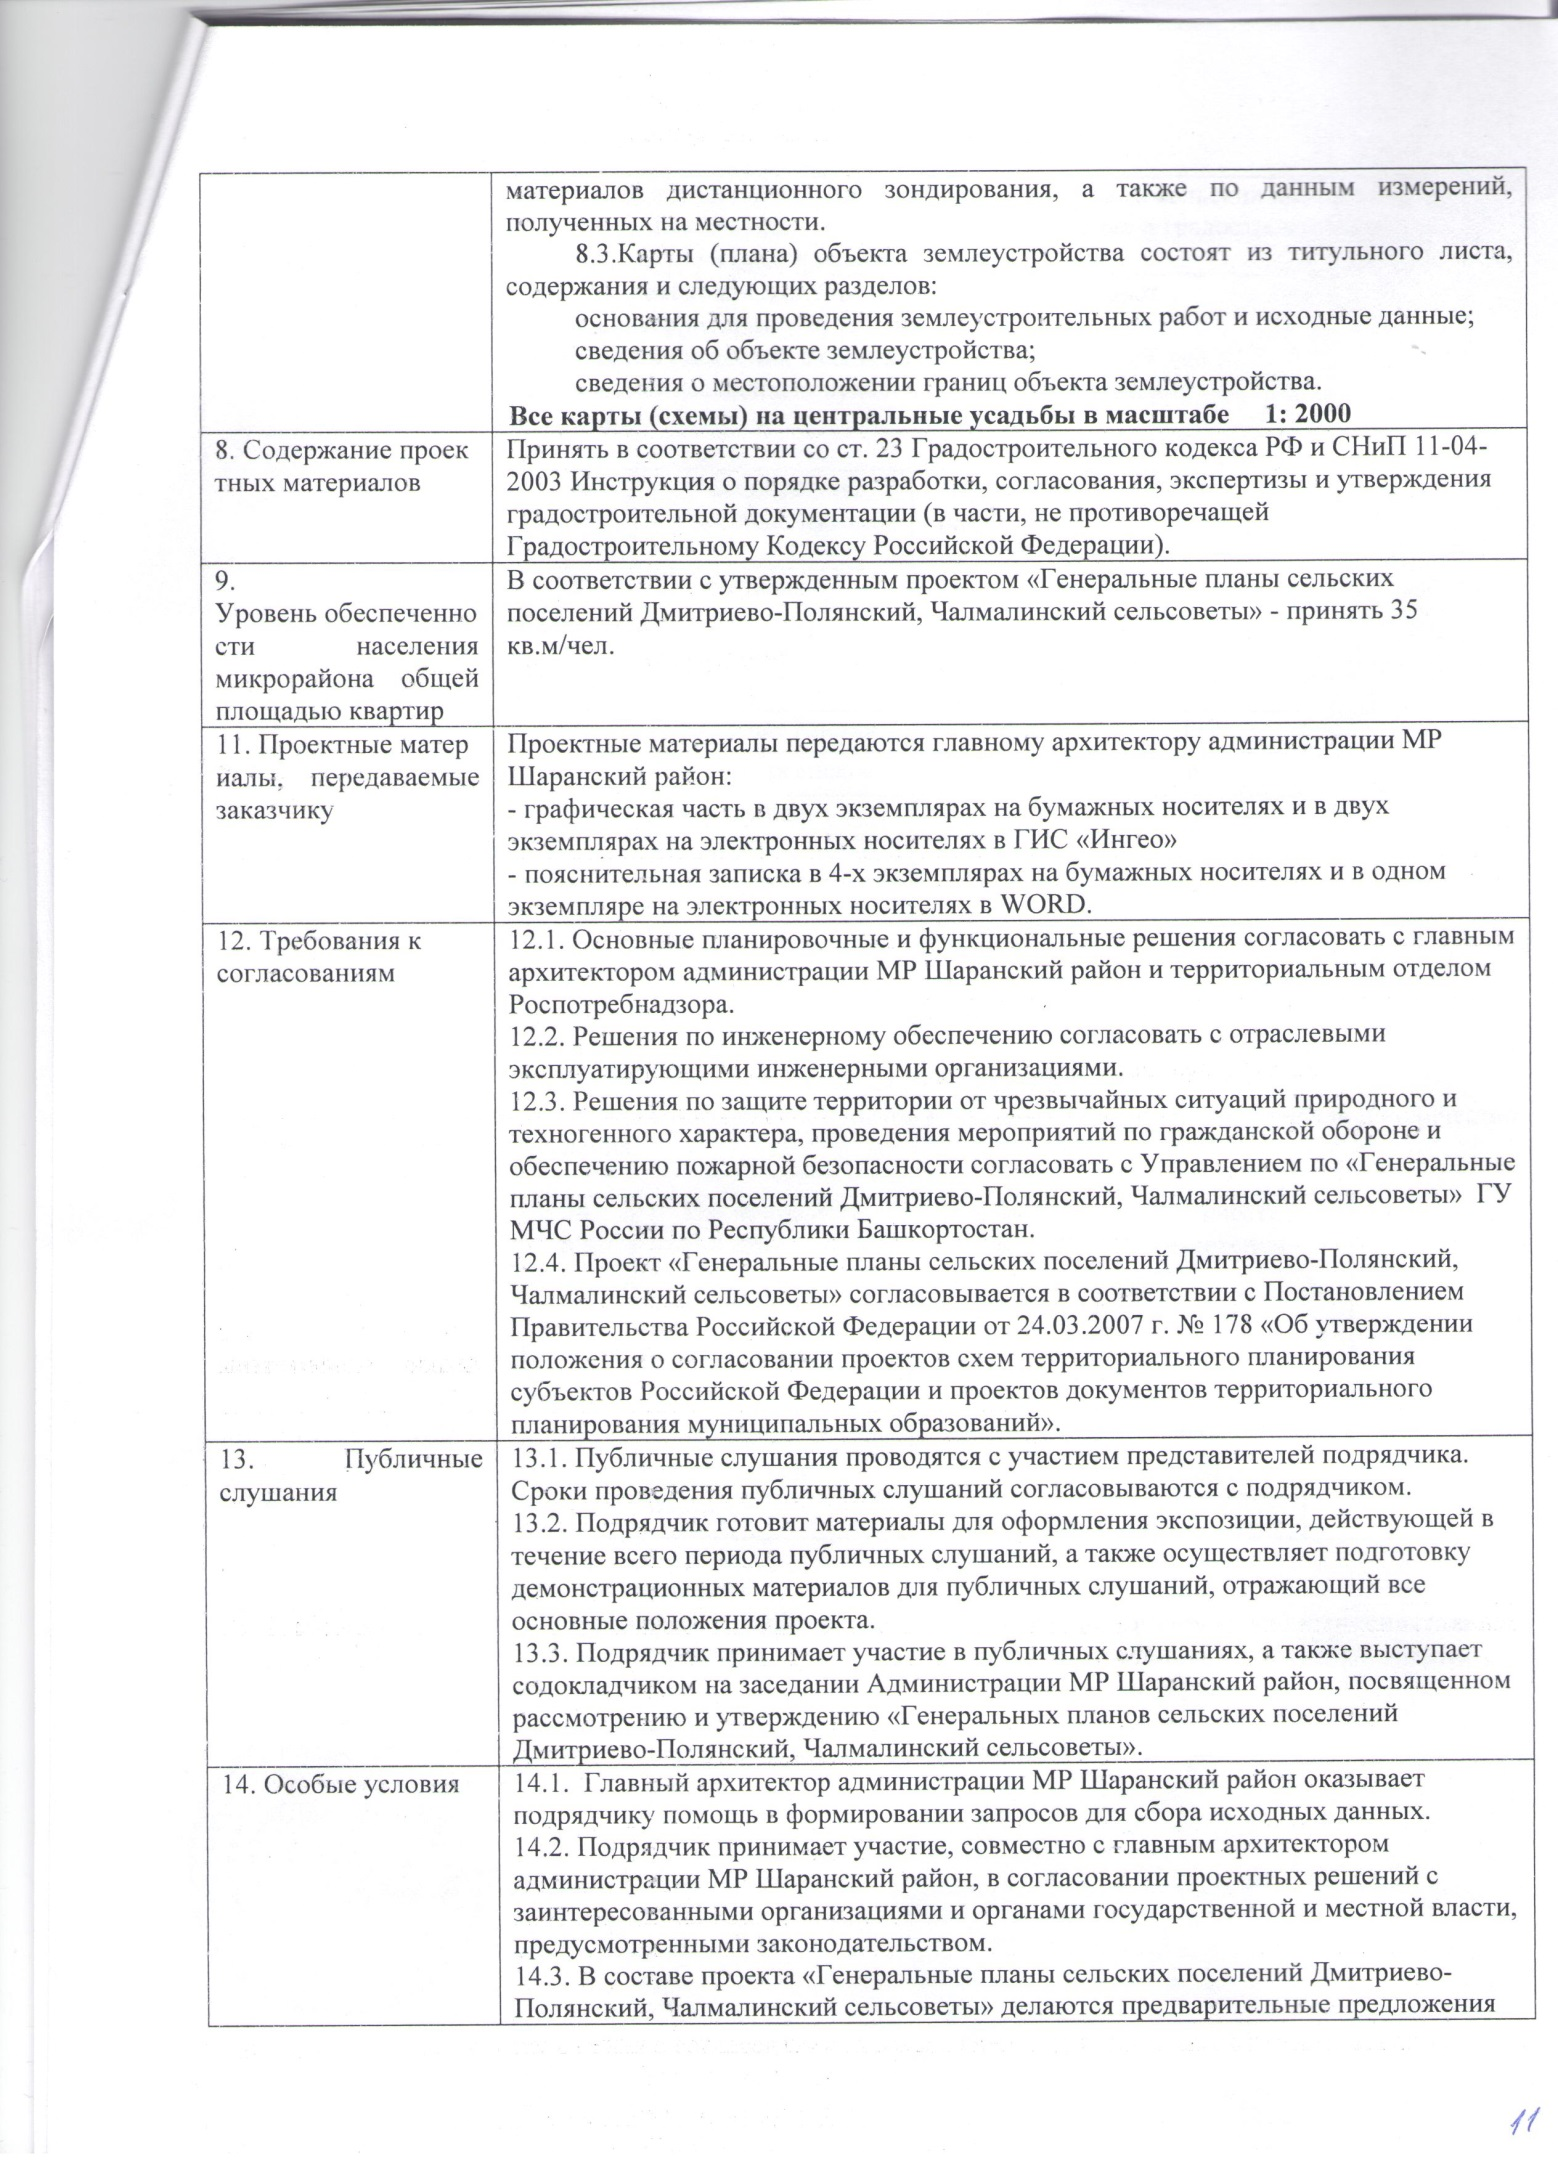 материалов дистанционного зондирования, а также по данным измерений,
полученных на местности.
8.3.Карты (плана) объекта землеустройства состоят из титульного листа,
содержания и следующих разделов:
основания для проведения землеустроительных работ и исходные данные;
сведения об объекте землеустройства;
сведения о местоположении границ объекта землеустройства.
Все карты (схемы) на центральные усадьбы в масштабе 1: 2000
8. Содержание проек
тных материалов
Принять в соответствии со ст. 23 Градостроительного кодекса РФ и СНиП 11-04-
2003 Инструкция о порядке разработки, согласования, экспертизы и утверждения
градостроительной документации (в части, не противоречащей
Градостроительному Кодексу Российской Федерации).
9.
Уровень обеспеченно
сти населения
микрорайона общей
площадью квартир
В соответствии с утвержденным проектом «Генеральные планы сельских
поселений Дмитриево-Полянский, Чалмалинский сельсоветы» - принять 35
кв.м/чел.
11. Проектные матер
иалы, передаваемые
заказчику
Проектные материалы передаются главному архитектору администрации МР
Шаранский район:
- графическая часть в двух экземплярах на бумажных носителях и в двух
экземплярах на электронных носителях в ГИС «Ингео»
- пояснительная записка в 4-х экземплярах на бумажных носителях и в одном
экземпляре на электронных носителях в WORD.
12. Требования к
согласованиям
12.1. Основные планировочные и функциональные решения согласовать с главным
архитектором администрации МР Шаранский район и территориальным отделом
Роспотребнадзора.
12.2. Решения по инженерному обеспечению согласовать с отраслевыми
эксплуатирующими инженерными организациями.
12.3. Решения по защите территории от чрезвычайных ситуаций природного и
техногенного характера, проведения мероприятий по гражданской обороне и
обеспечению пожарной безопасности согласовать с Управлением по «Генеральные
планы сельских поселений Дмитриево-Полянский, Чалмалинский сельсоветы» ГУ
МЧС России по Республики Башкортостан.
12.4. Проект «Генеральные планы сельских поселений Дмитриево-Полянский,
Чалмалинский сельсоветы» согласовывается в соответствии с Постановлением
Правительства Российской Федерации от 24.03.2007 г. № 178 «Об утверждении
положения о согласовании проектов схем территориального планирования
субъектов Российской Федерации и проектов документов территориального
планирования муниципальных образований».
13. Публичные
слушания
13.1. Публичные слушания проводятся с участием представителей подрядчика.
Сроки проведения публичных слушаний согласовываются с подрядчиком.
13.2. Подрядчик готовит материалы для оформления экспозиции, действующей в
течение всего периода публичных слушаний, а также осуществляет подготовку
демонстрационных материалов для публичных слушаний, отражающий все
основные положения проекта.
13.3. Подрядчик принимает участие в публичных слушаниях, а также выступает
содокладчиком на заседании Администрации МР Шаранский район, посвященном
рассмотрению и утверждению «Генеральных планов сельских поселений
Дмитриево-Полянский, Чалмалинский сельсоветы».
14. Особые условия
14.1. Главный архитектор администрации МР Шаранский район оказывает
подрядчику помощь в формировании запросов для сбора исходных данных.
14.2. Подрядчик принимает участие, совместно с главным архитектором
администрации МР Шаранский район, в согласовании проектных решений с
заинтересованными организациями и органами государственной и местной власти,
предусмотренными законодательством.
14.3. В составе проекта «Генеральные планы сельских поселений Дмитриево-
Полянский, Чалмалинский сельсоветы» делаются предварительные предложения
11